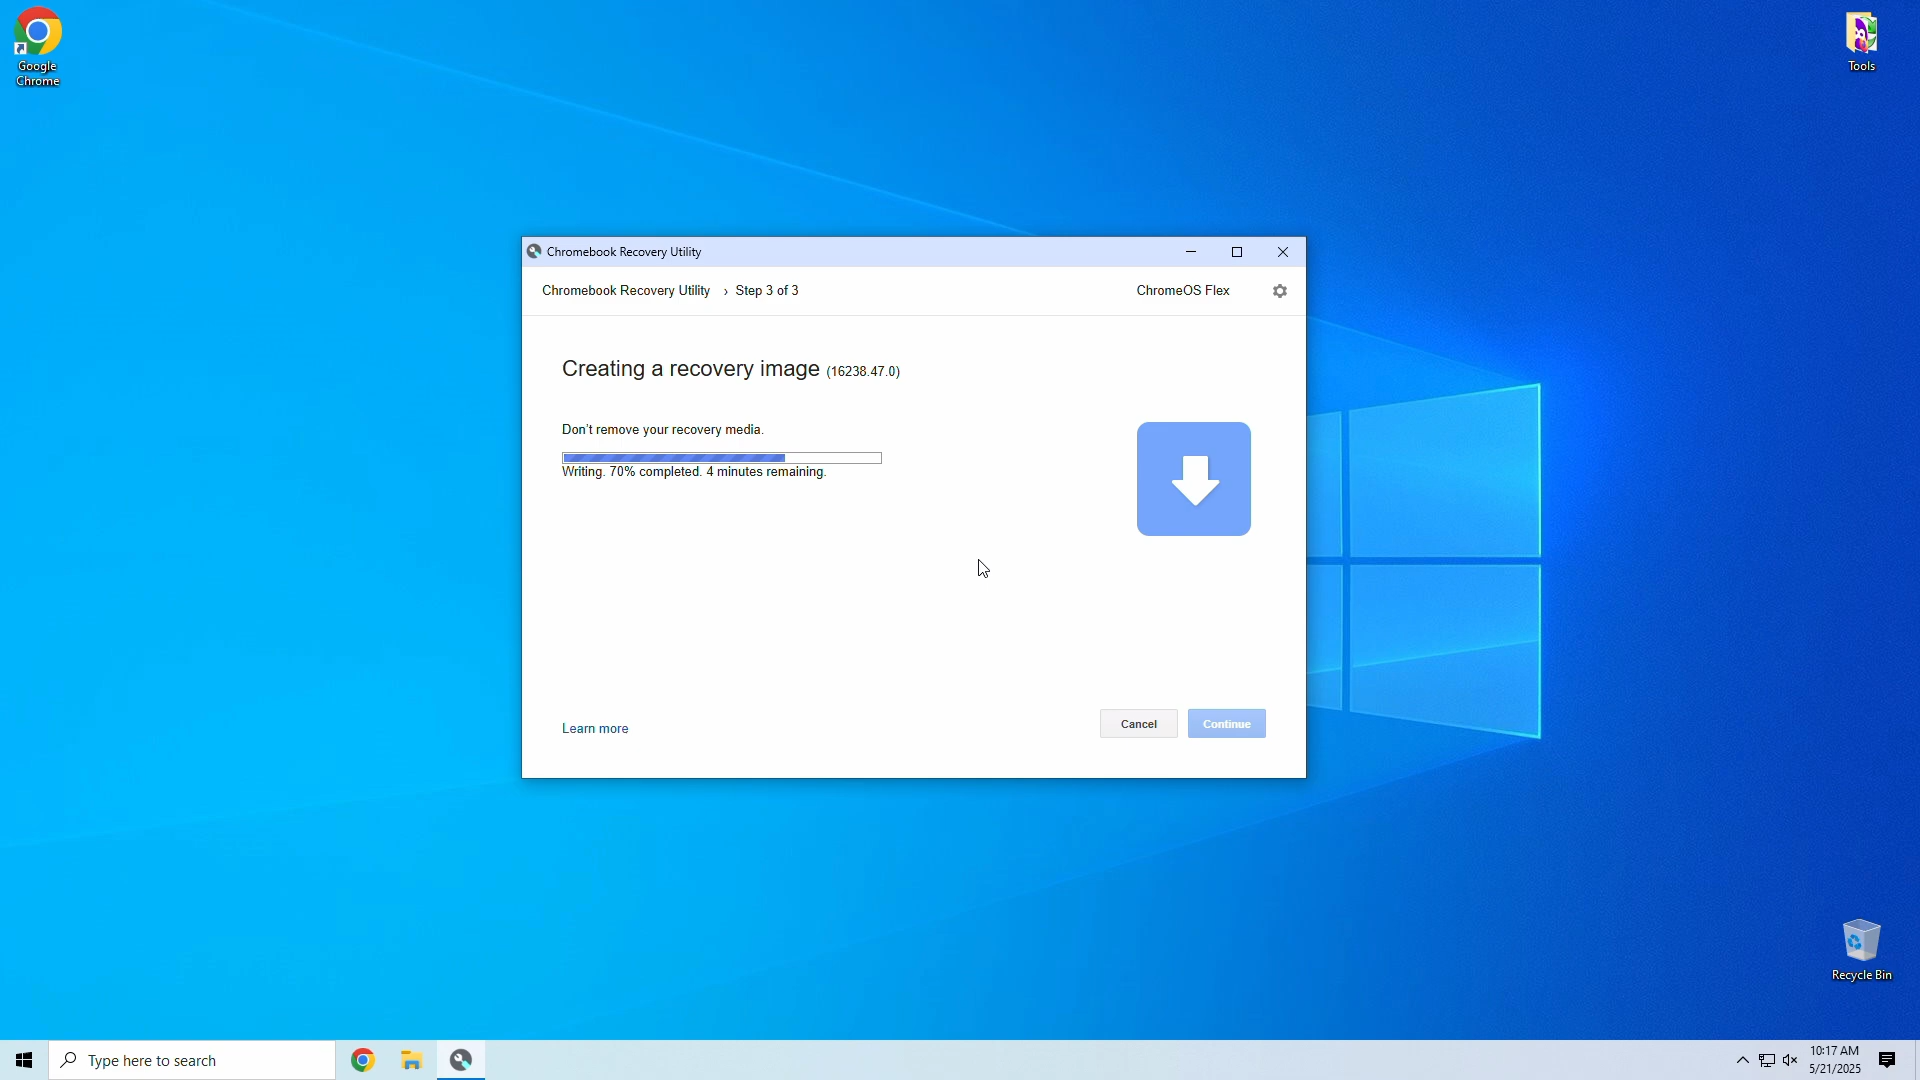 Google
Chrome
Tools
Chromebook Recovery Utility
Chromebook Recovery Utility › Step 3 of 3
ChromeOS Flex
Creating a recovery image (16238.47.0)
Don't remove your recovery media.
Writing. 70% completed. 4 minutes remaining.
Learn more
Cancel
Continue
Recycle Bin
Type here to search
10:17 AM
5/21/2025